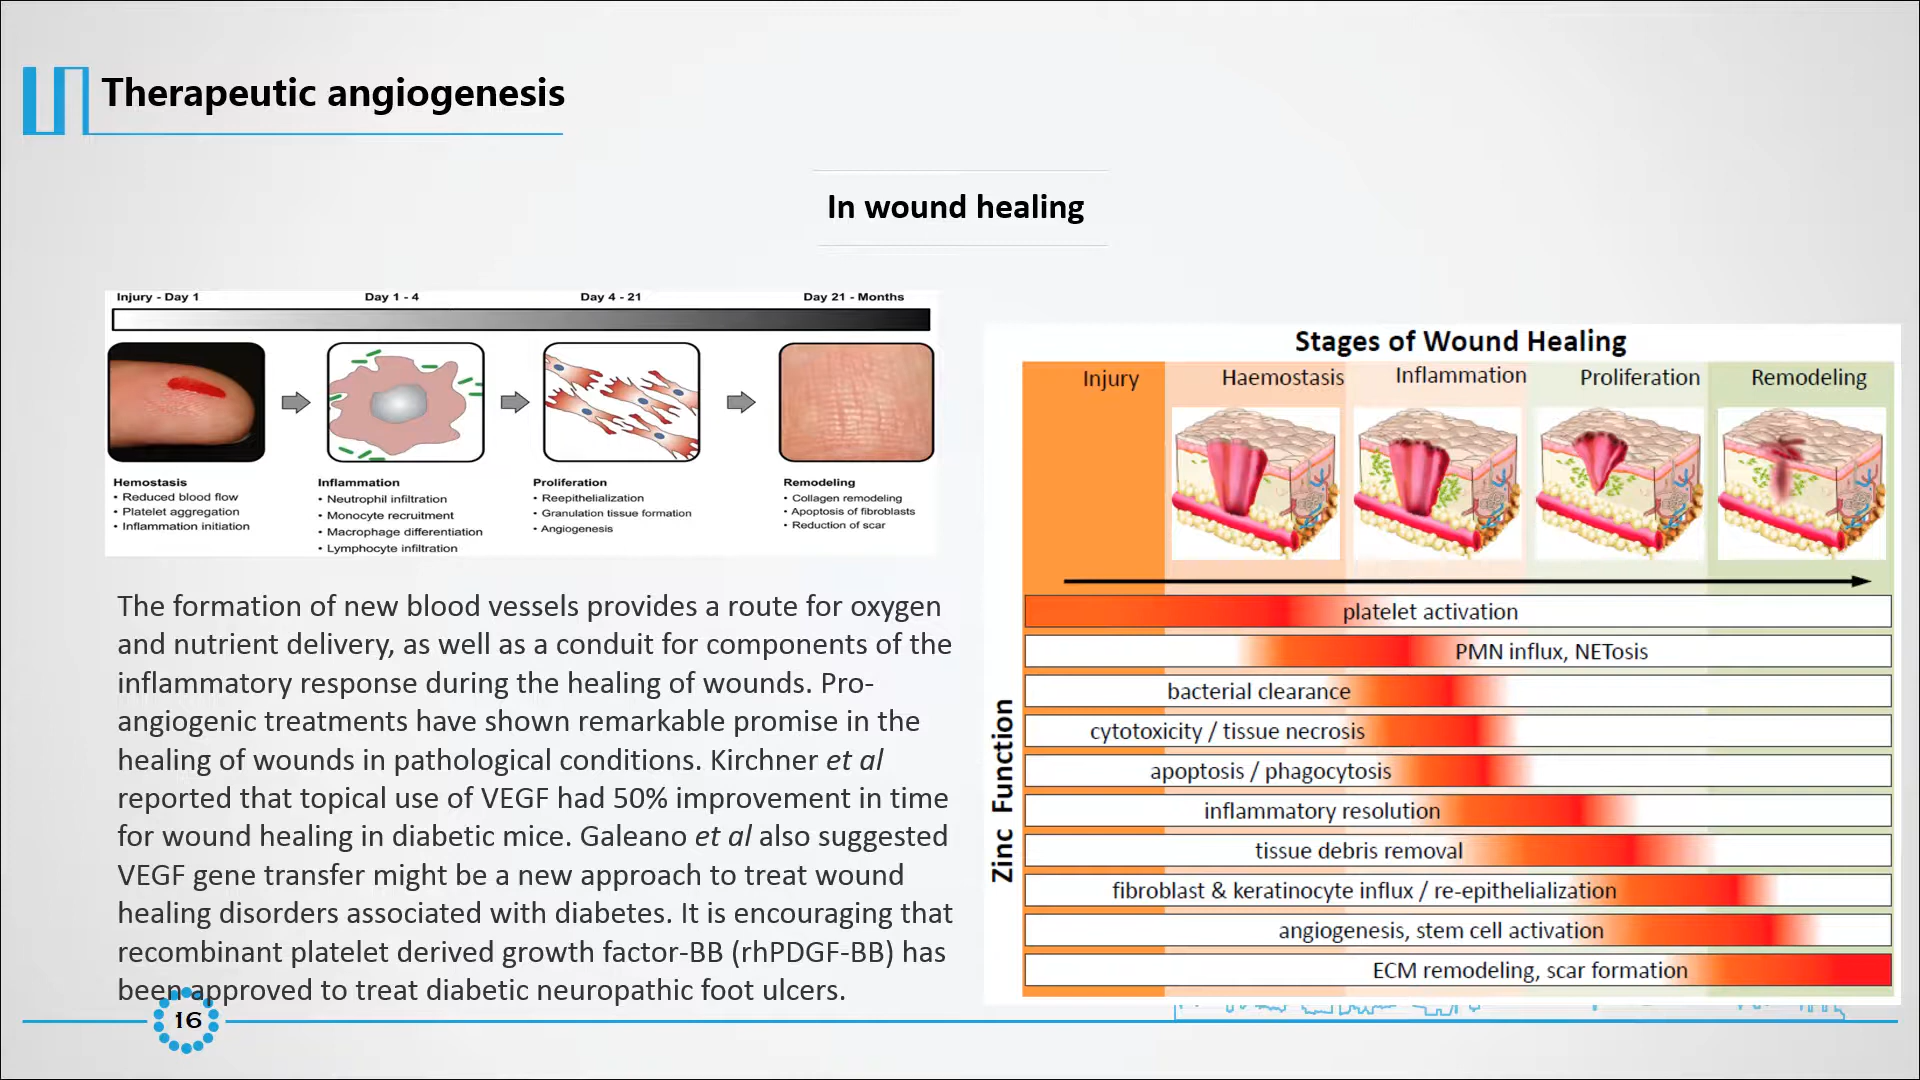 Therapeutic angiogenesis
In wound healing
Injury - Day 1
Day 1 - 4
Day 4 - 21
Day 21 - Months
Hemostasis
• Reduced blood flow
• Platelet aggregation
• Inflammation initiation
Inflammation
• Neutrophil infiltration
• Monocyte recruitment
• Macrophage differentiation
• Lymphocyte infiltration
Proliferation
• Reepithelialization
• Granulation tissue formation
• Angiogenesis
Remodeling
• Collagen remodeling
• Apoptosis of fibroblasts
• Reduction of scar
The formation of new blood vessels provides a route for oxygen
and nutrient delivery, as well as a conduit for components of the
inflammatory response during the healing of wounds. Pro-
angiogenic treatments have shown remarkable promise in the
healing of wounds in pathological conditions. Kirchner et al
reported that topical use of VEGF had 50% improvement in time
for wound healing in diabetic mice. Galeano et al also suggested
VEGF gene transfer might be a new approach to treat wound
healing disorders associated with diabetes. It is encouraging that
recombinant platelet derived growth factor-BB (rhPDGF-BB) has
been approved to treat diabetic neuropathic foot ulcers.
Stages of Wound Healing
Injury
Haemostasis
Inflammation
Proliferation
Remodeling
Zinc Function
platelet activation
PMN influx, NETosis
bacterial clearance
cytotoxicity / tissue necrosis
apoptosis / phagocytosis
inflammatory resolution
tissue debris removal
fibroblast & keratinocyte influx / re-epithelialization
angiogenesis, stem cell activation
ECM remodeling, scar formation
16